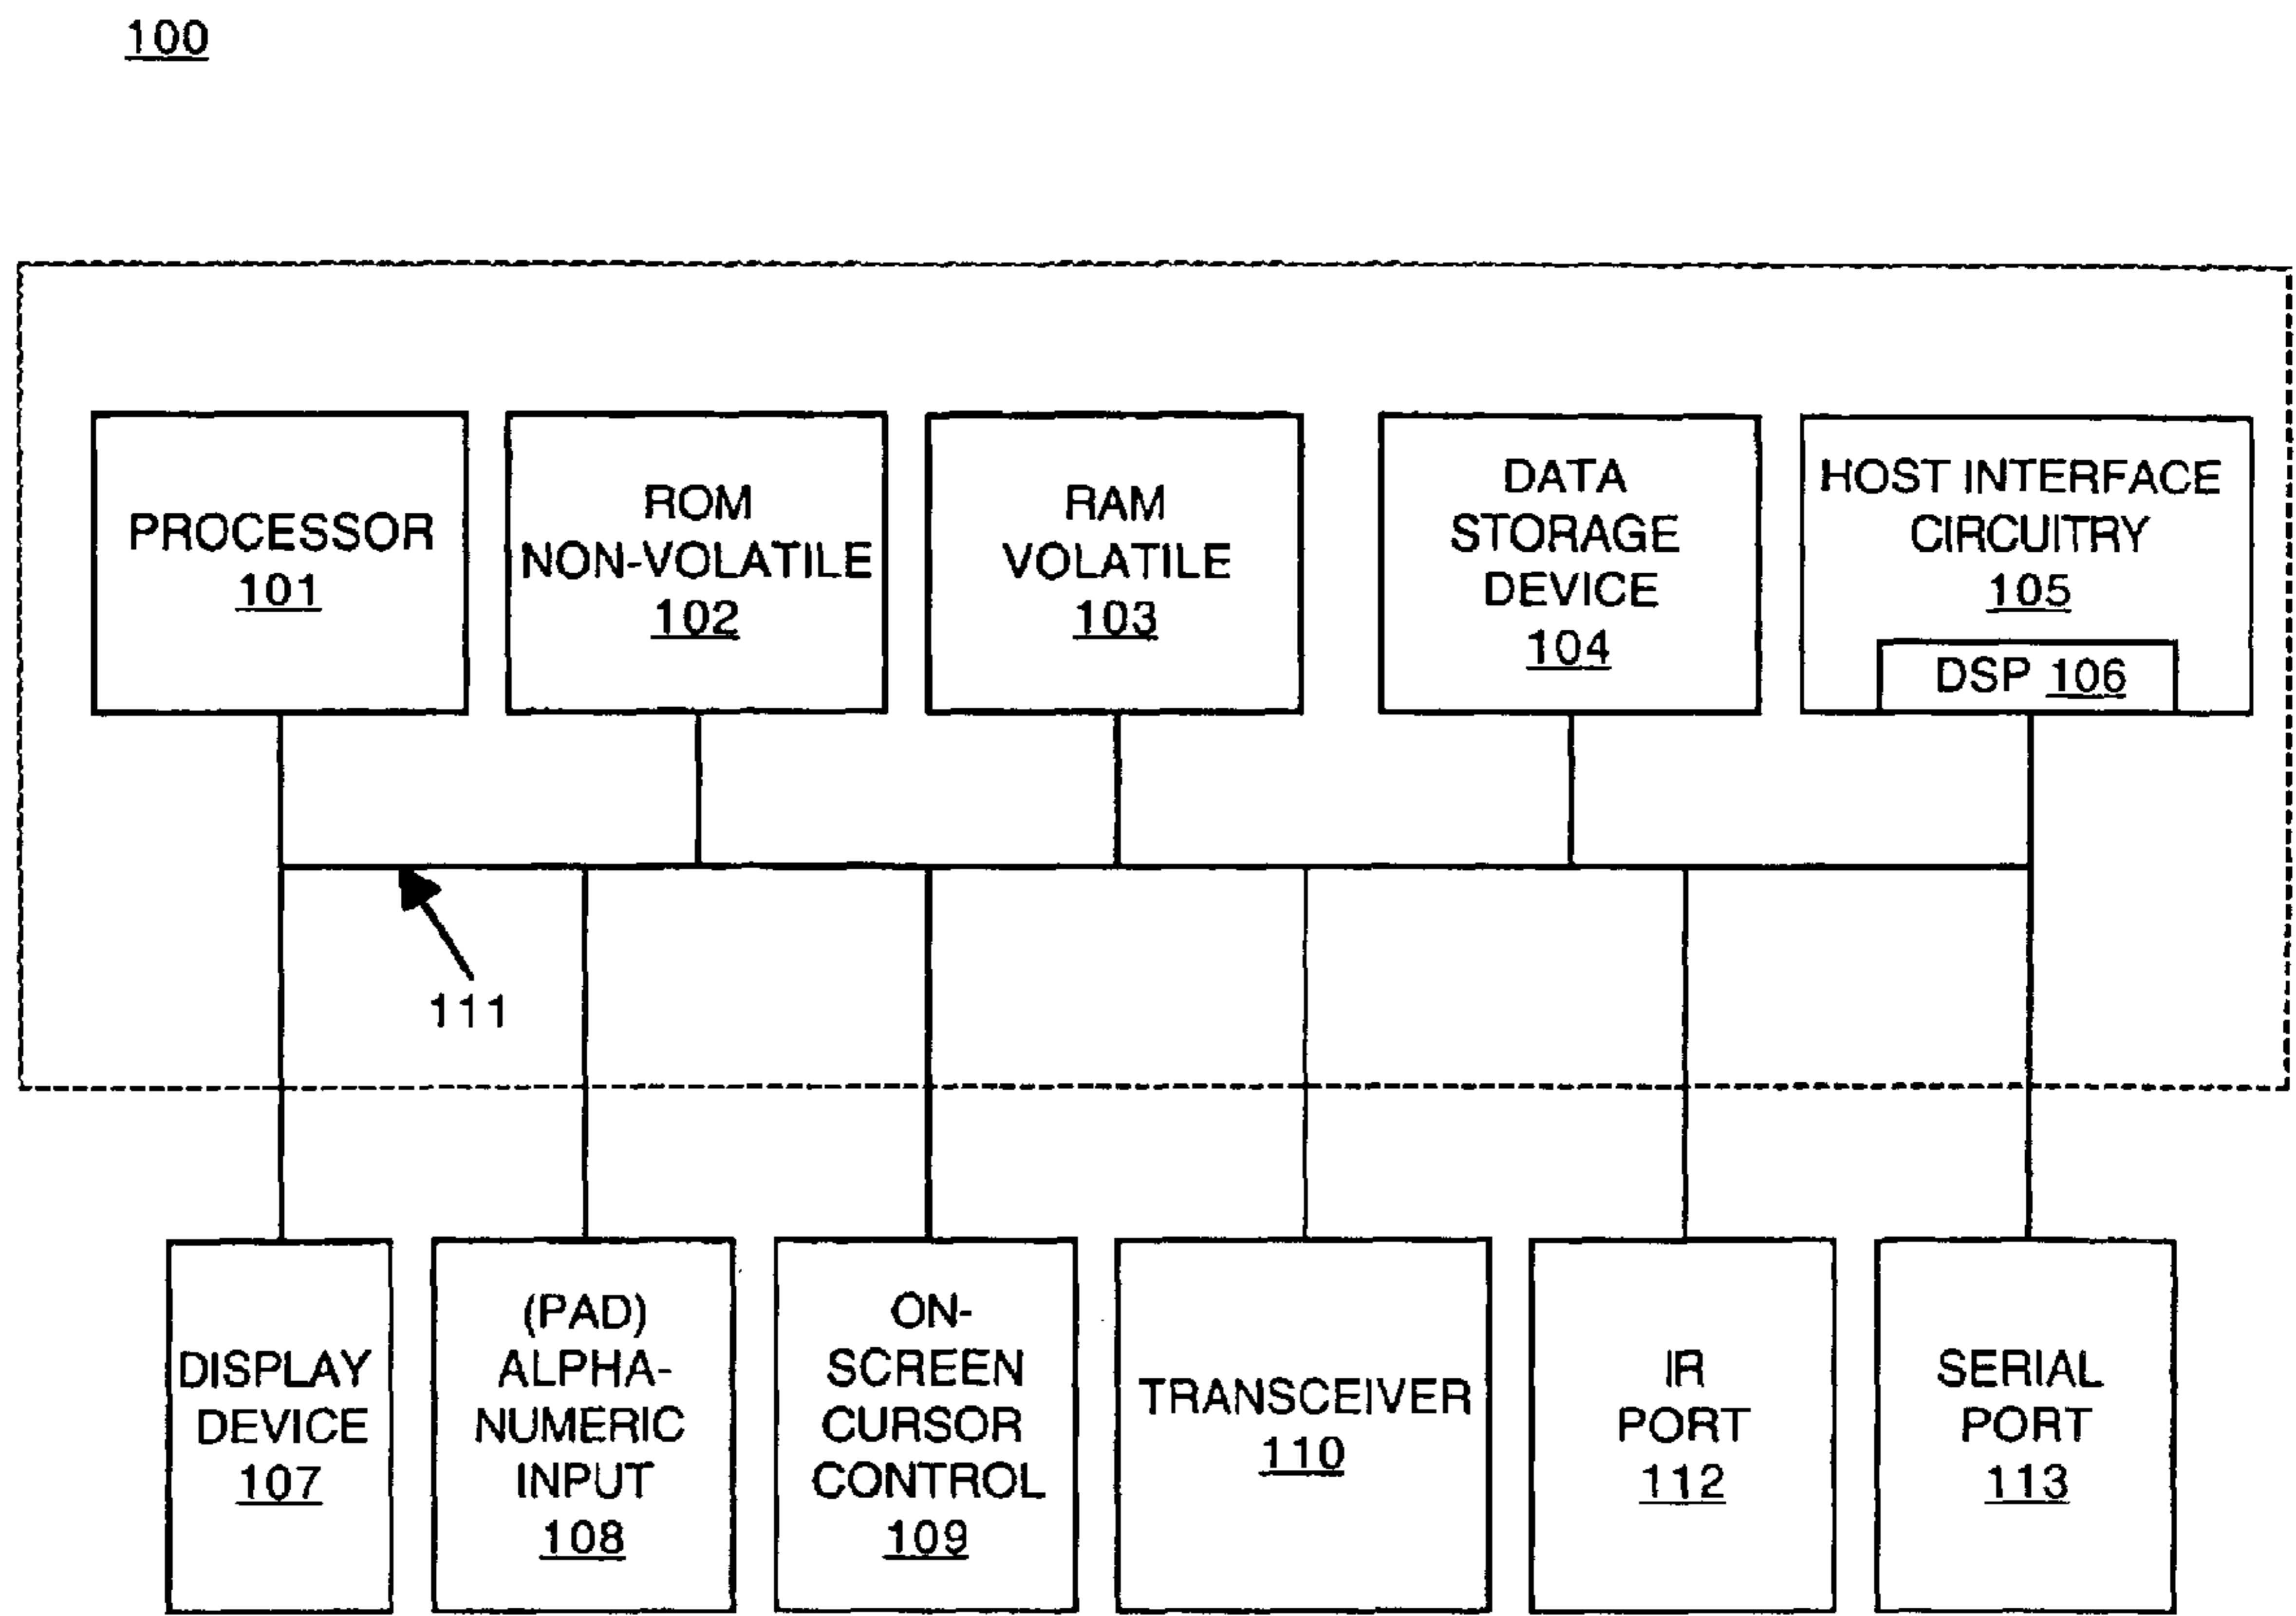 100
PROCESSOR
101
ROM
NON-VOLATILE
102
RAM
VOLATILE
103
DATA
STORAGE
DEVICE
104
HOST INTERFACE
CIRCUITRY
105
DSP 106
111
DISPLAY
DEVICE
107
(PAD)
ALPHA-
NUMERIC
INPUT
108
ON-
SCREEN
CURSOR
CONTROL
109
TRANSCEIVER
110
IR
PORT
112
SERIAL
PORT
113